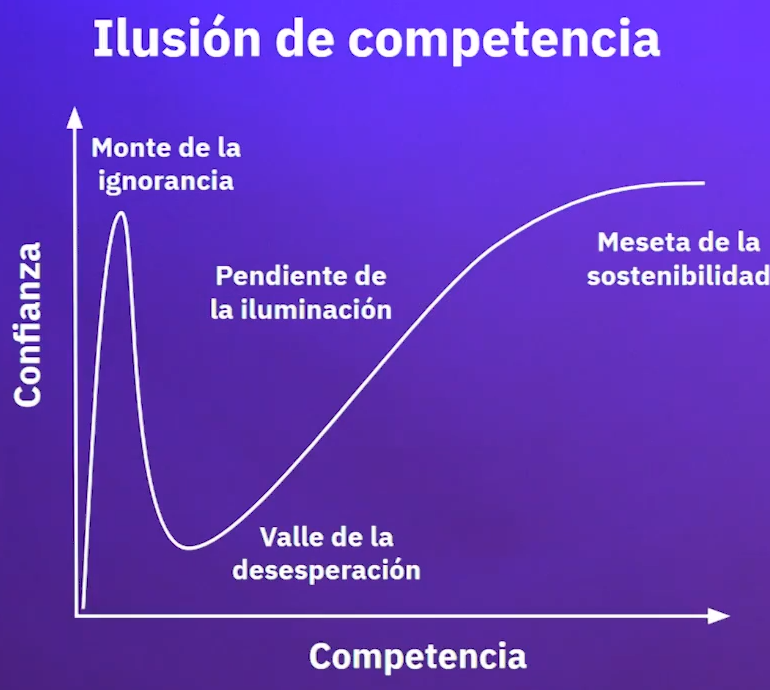 Ilusión de competencia
Monte de la
ignorancia
Pendiente de
la iluminación
Meseta de la
sostenibilidad
Confianza
Valle de la
desesperación
Competencia